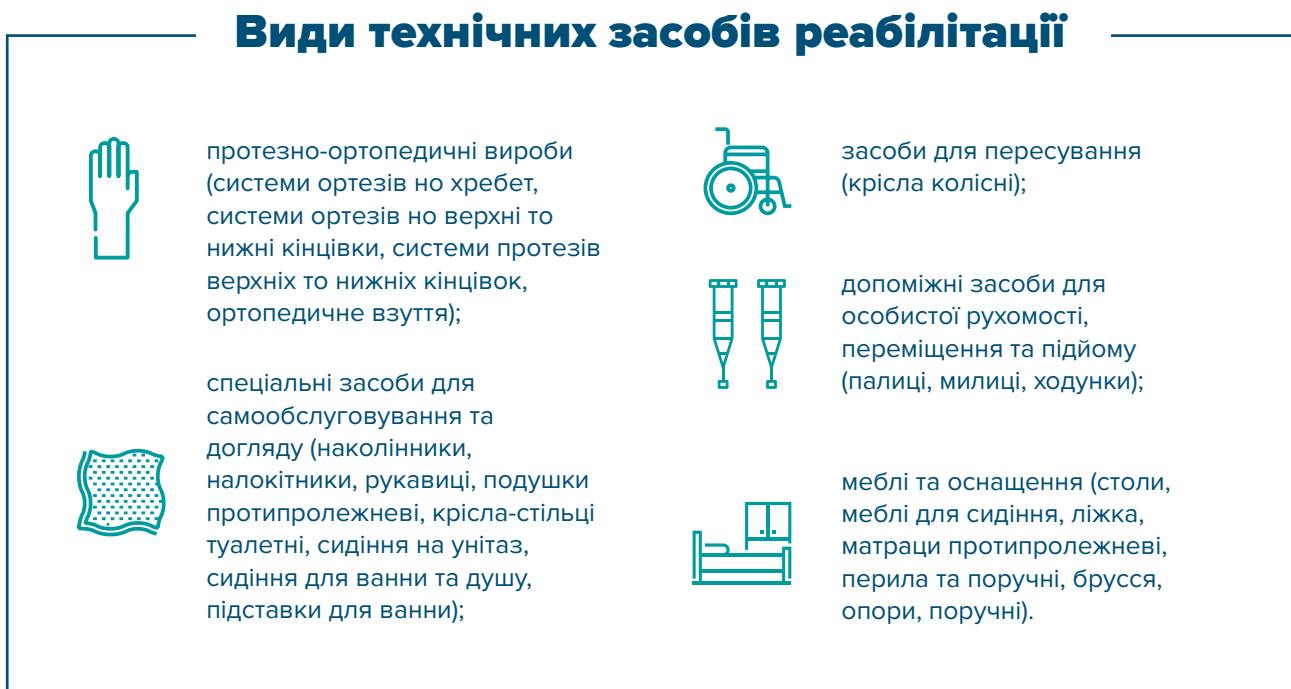 Види технічних засобів реабілітації
протезно-ортопедичні вироби
(системи ортезів но хребет,
системи ортезів но верхні то
нижні кінцівки, системи протезів
верхніх то нижніх кінцівок,
ортопедичне взуття);
спеціальні засоби для
самообслуговування та
догляду (наколінники,
налокітники, рукавиці, подушки
протипролежневі, крісла-стільці
туалетні, сидіння на унітаз,
сидіння для ванни та душу,
підставки для ванни);
засоби для пересування
(крісла колісні);
допоміжні засоби для
особистої рухомості,
переміщення та підйому
(палиці, милиці, ходунки);
меблі та оснащення (столи,
меблі для сидіння, ліжка,
матраци протипролежневі,
перила та поручні, брусся,
опори, поручні).